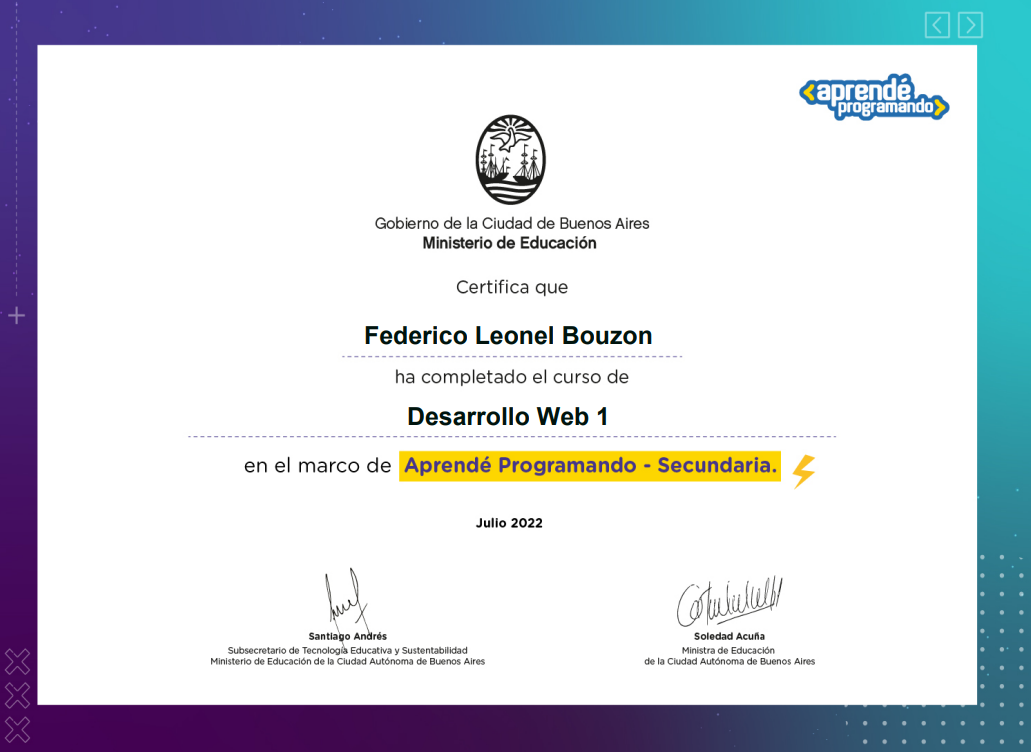 aprendé
programando
Gobierno de la Ciudad de Buenos Aires
Ministerio de Educación
Certifica que
Federico Leonel Bouzon
ha completado el curso de
Desarrollo Web 1
en el marco de Aprendé Programando - Secundaria.
Julio 2022
Santiago Andrés
Subsecretario de Tecnología Educativa y Sustentabilidad
Ministerio de Educación de la Ciudad Autónoma de Buenos Aires
Soledad Acuña
Ministra de Educación
de la Ciudad Autónoma de Buenos Aires